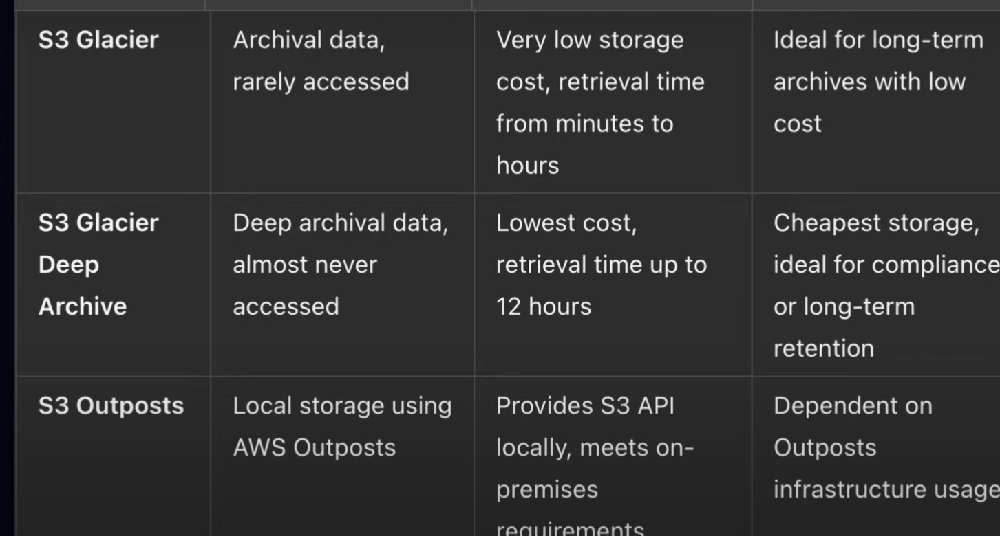 S3 Glacier
Archival data,
rarely accessed
Very low storage
cost, retrieval time
from minutes to
hours
Ideal for long-term
archives with low
cost
S3 Glacier
Deep
Archive
Deep archival data,
almost never
accessed
Lowest cost,
retrieval time up to
12 hours
Cheapest storage,
ideal for compliance
or long-term
retention
S3 Outposts
Local storage using
AWS Outposts
Provides S3 API
locally, meets on-
premises
requirements
Dependent on
Outposts
infrastructure usage